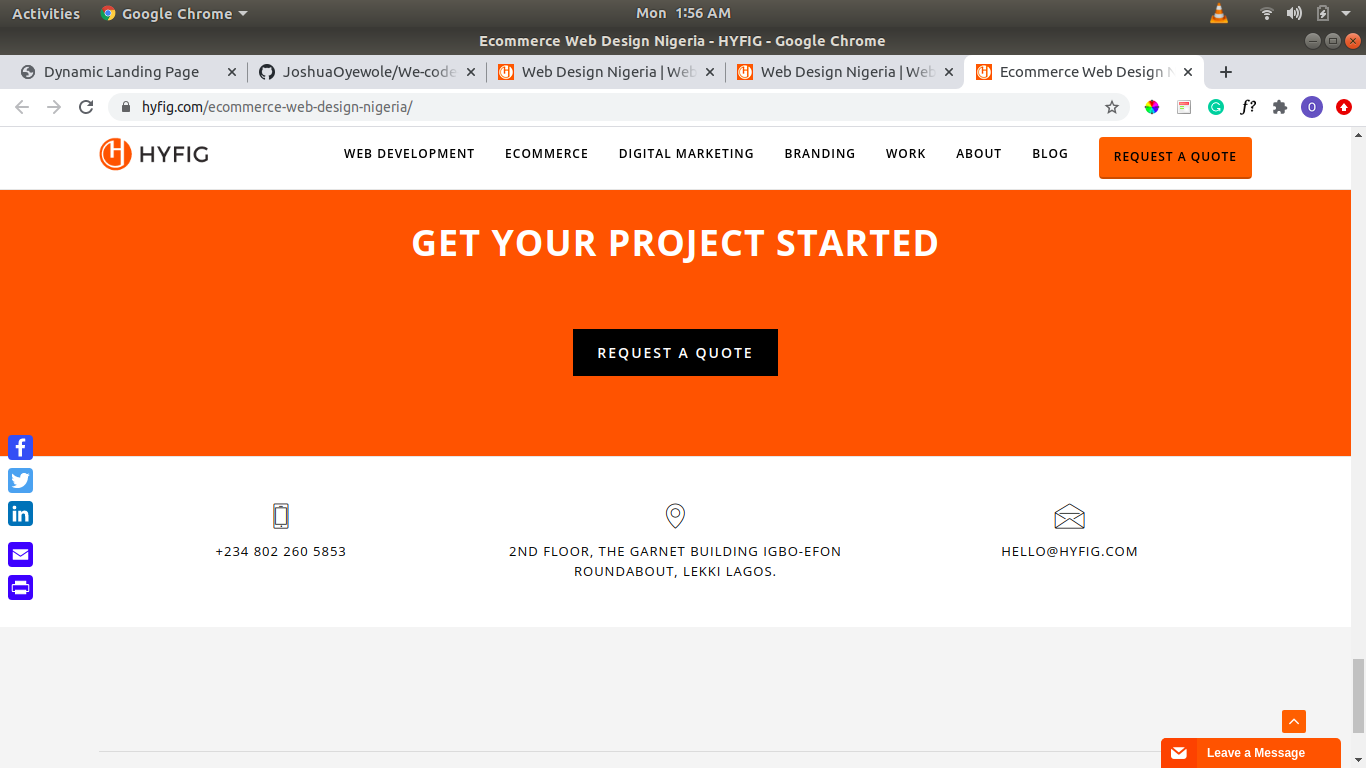 Activities Google Chrome Mon 1:56 AM
Ecommerce Web Design Nigeria - HYFIG - Google Chrome
Dynamic Landing Page JoshuaOyewole/We-code Web Design Nigeria | Web Web Design Nigeria | Web Ecommerce Web Design N
hyfig.com/ecommerce-web-design-nigeria/ f? O
HYFIG WEB DEVELOPMENT ECOMMERCE DIGITAL MARKETING BRANDING WORK ABOUT BLOG REQUEST A QUOTE
GET YOUR PROJECT STARTED
REQUEST A QUOTE
+234 802 260 5853
2ND FLOOR, THE GARNET BUILDING IGBO-EFON
ROUNDABOUT, LEKKI LAGOS.
HELLO@HYFIG.COM
Leave a Message